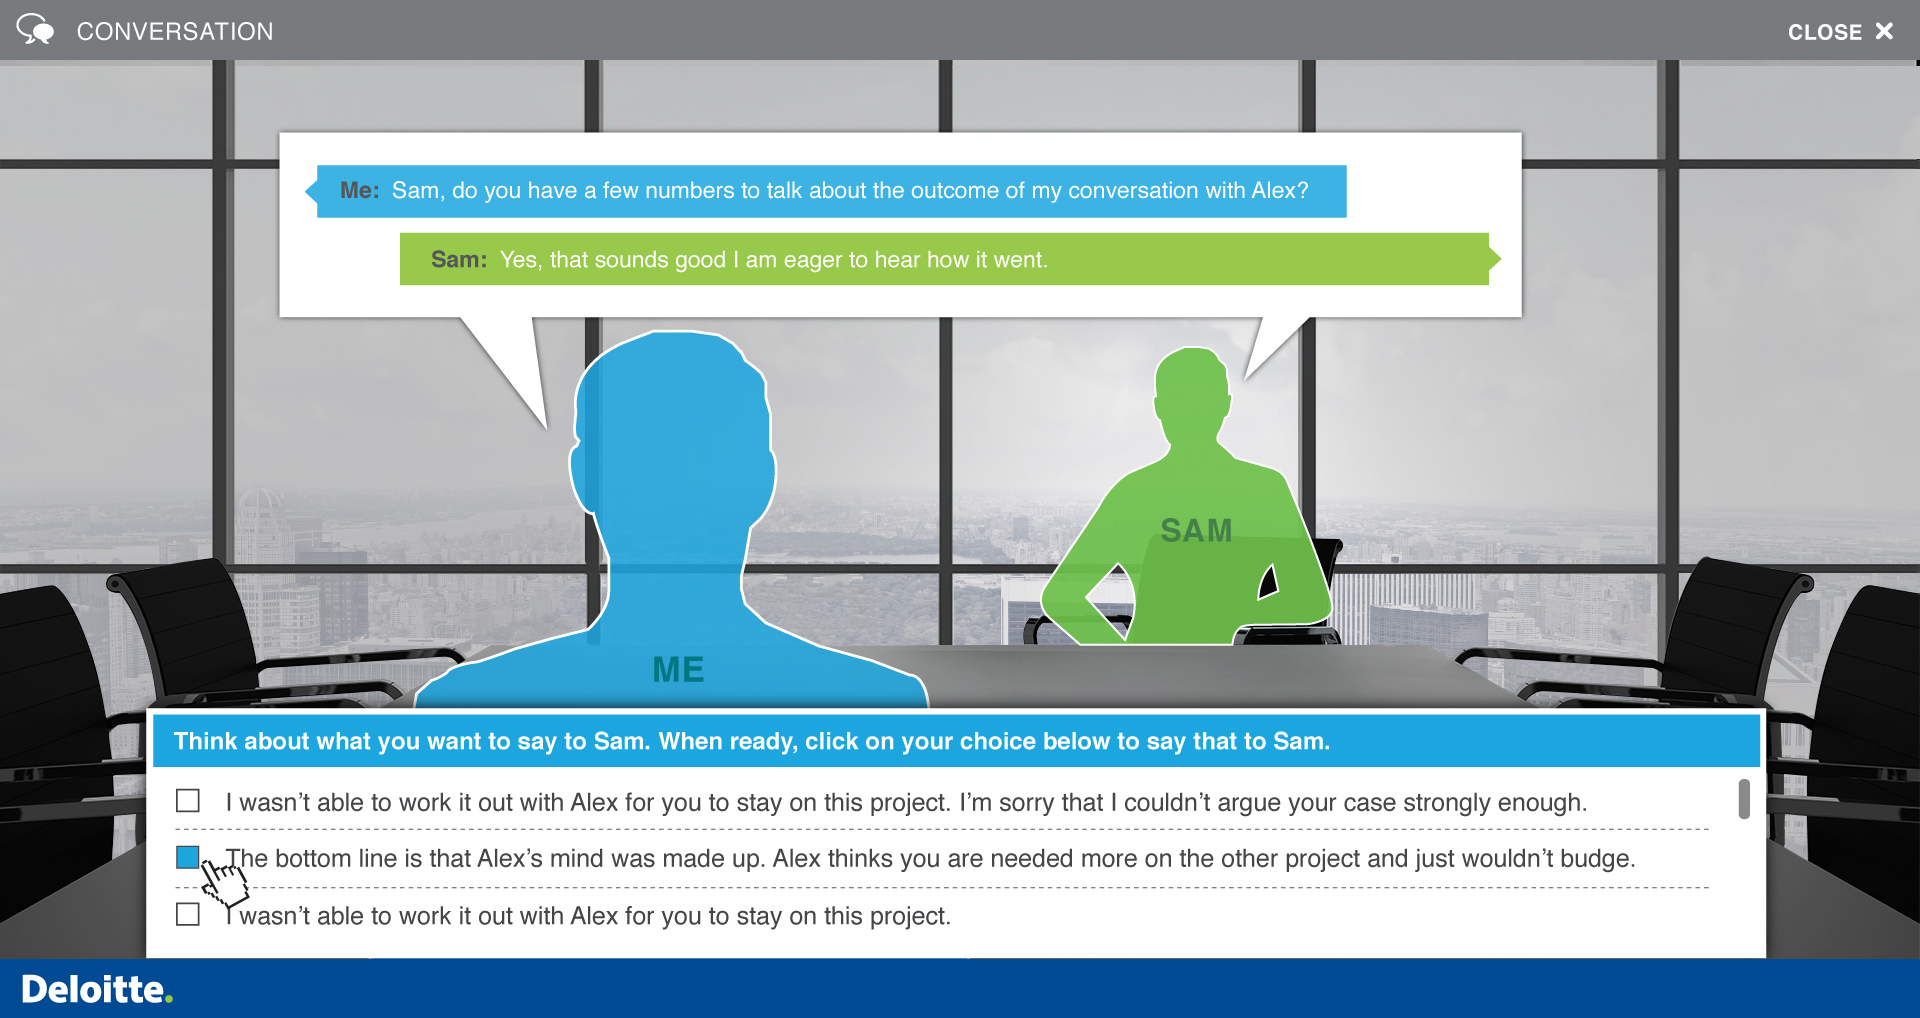 CONVERSATION
CLOSE
Me: Sam, do you have a few numbers to talk about the outcome of my conversation with Alex?
Sam: Yes, that sounds good I am eager to hear how it went.
SAM
ME
Think about what you want to say to Sam. When ready, click on your choice below to say that to Sam.
I wasn’t able to work it out with Alex for you to stay on this project. I’m sorry that I couldn’t argue your case strongly enough.
The bottom line is that Alex’s mind was made up. Alex thinks you are needed more on the other project and just wouldn’t budge.
I wasn’t able to work it out with Alex for you to stay on this project.
Deloitte.